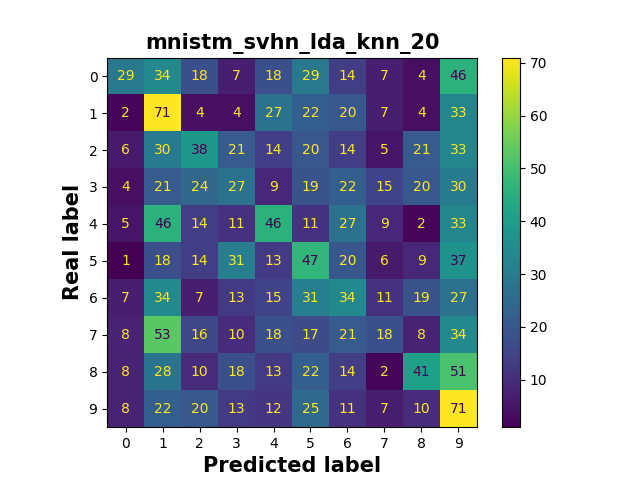 mnistm_svhn_lda_knn_20
0 29 34 18 7 18 29 14 7 4 46
1 2 71 4 4 27 22 20 7 4 33
2 6 30 38 21 14 20 14 5 21 33
3 4 21 24 27 9 19 22 15 20 30
4 5 46 14 11 46 11 27 9 2 33
5 1 18 14 31 13 47 20 6 9 37
6 7 34 7 13 15 31 34 11 19 27
7 8 53 16 10 18 17 21 18 8 34
8 8 28 10 18 13 22 14 2 41 51
9 8 22 20 13 12 25 11 7 10 71
0 1 2 3 4 5 6 7 8 9
Real label
Predicted label
70
60
50
40
30
20
10